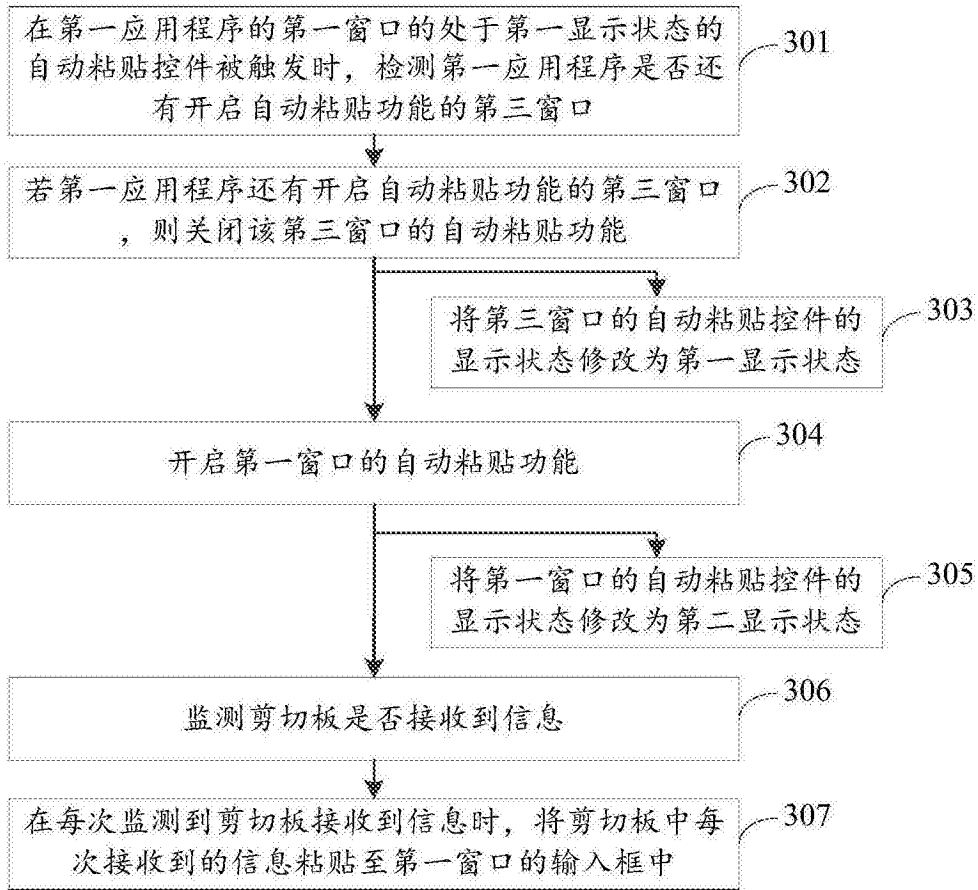 在第一应用程序的第一窗口的处于第一显示状态的
自动粘贴控件被触发时，检测第一应用程序是否还
有开启自动粘贴功能的第三窗口
301
若第一应用程序还有开启自动粘贴功能的第三窗口
，则关闭该第三窗口的自动粘贴功能
302
将第三窗口的自动粘贴控件的
显示状态修改为第一显示状态
303
开启第一窗口的自动粘贴功能
304
将第一窗口的自动粘贴控件的
显示状态修改为第二显示状态
305
监测剪切板是否接收到信息
306
在每次监测到剪切板接收到信息时，将剪切板中每
次接收到的信息粘贴至第一窗口的输入框中
307